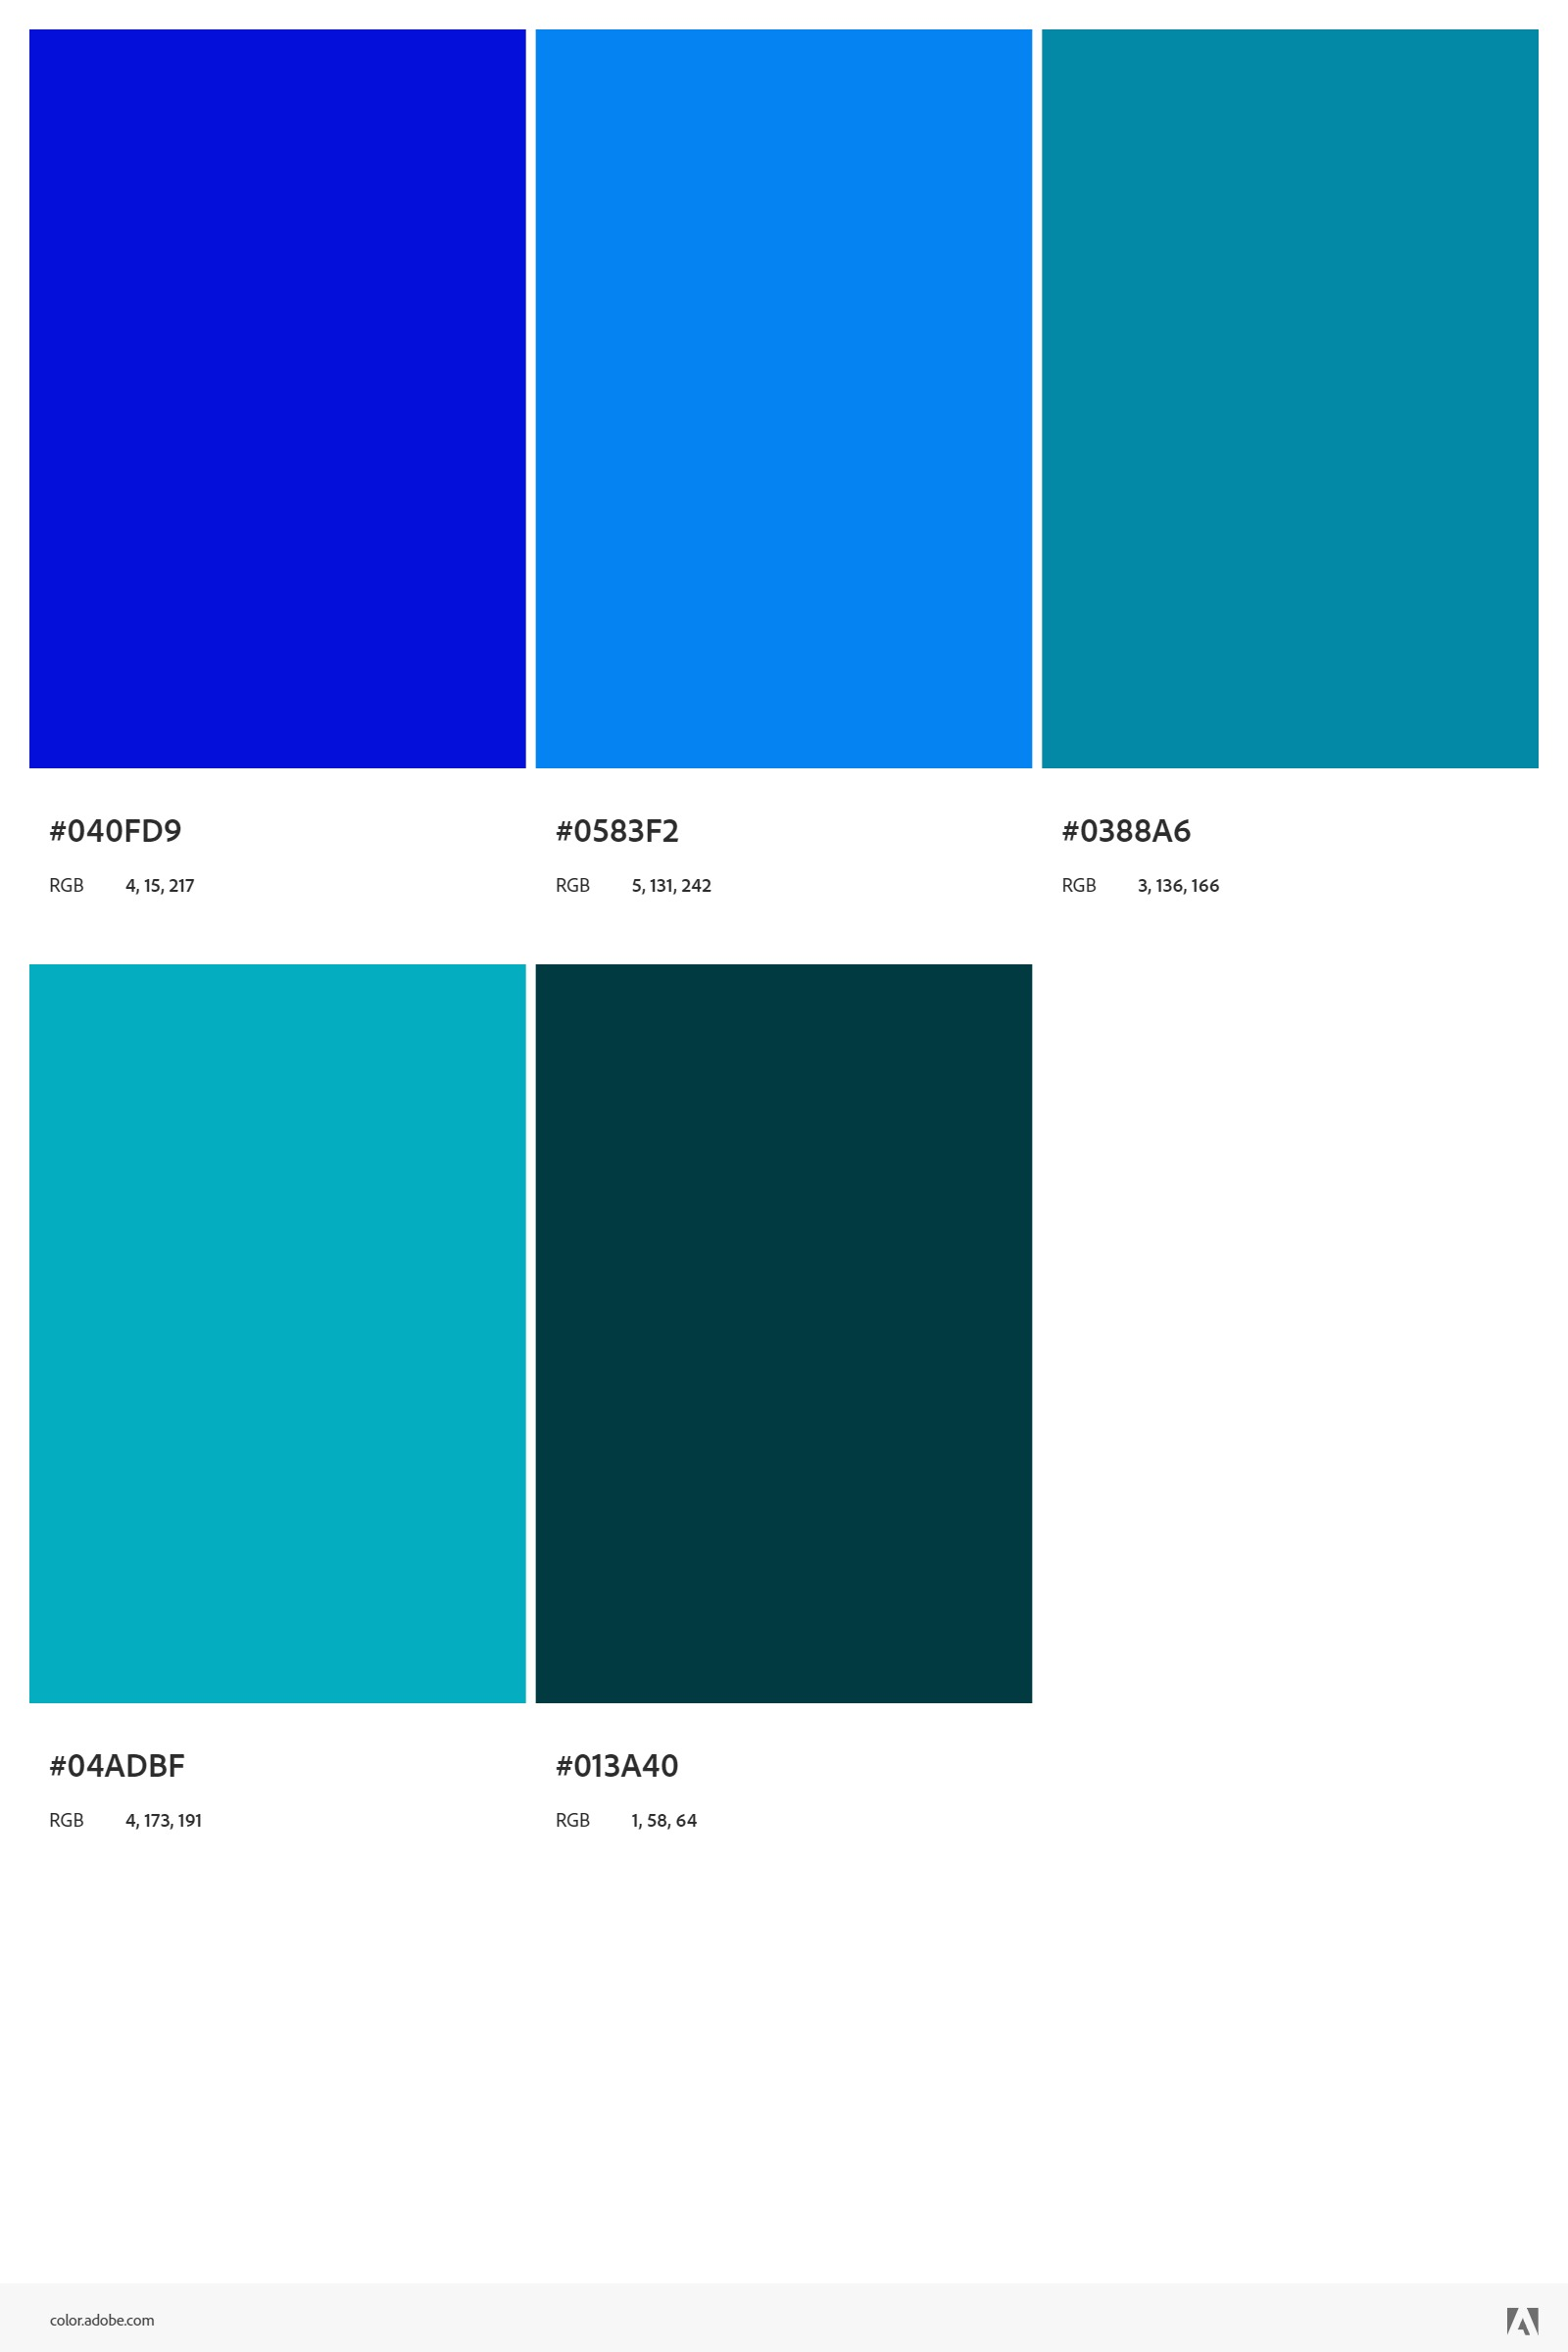 #040FD9
RGB 4, 15, 217
#0583F2
RGB 5, 131, 242
#0388A6
RGB 3, 136, 166
#04ADBF
RGB 4, 173, 191
#013A40
RGB 1, 58, 64
color.adobe.com